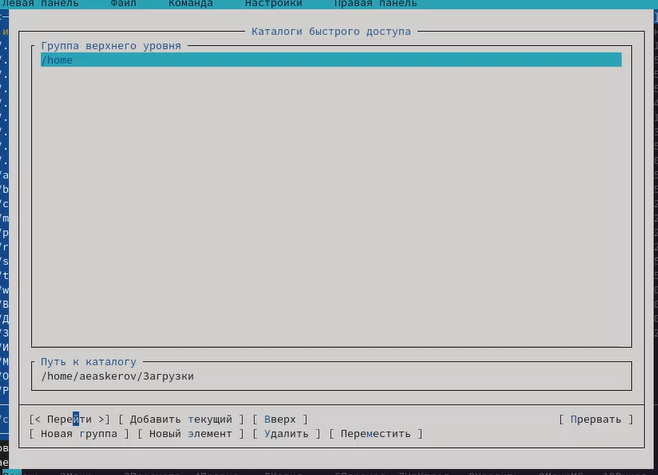 Левая панель Файл Команда Настройки Правая панель
Каталоги быстрого доступа
Группа верхнего уровня
/home
Путь к каталогу
/home/aeaskerov/Загрузки
[< Перейти >] [ Добавить текущий ] [ Вверх ] [ Прервать ]
[ Новая группа ] [ Новый элемент ] [ Удалить ] [ Переместить ]